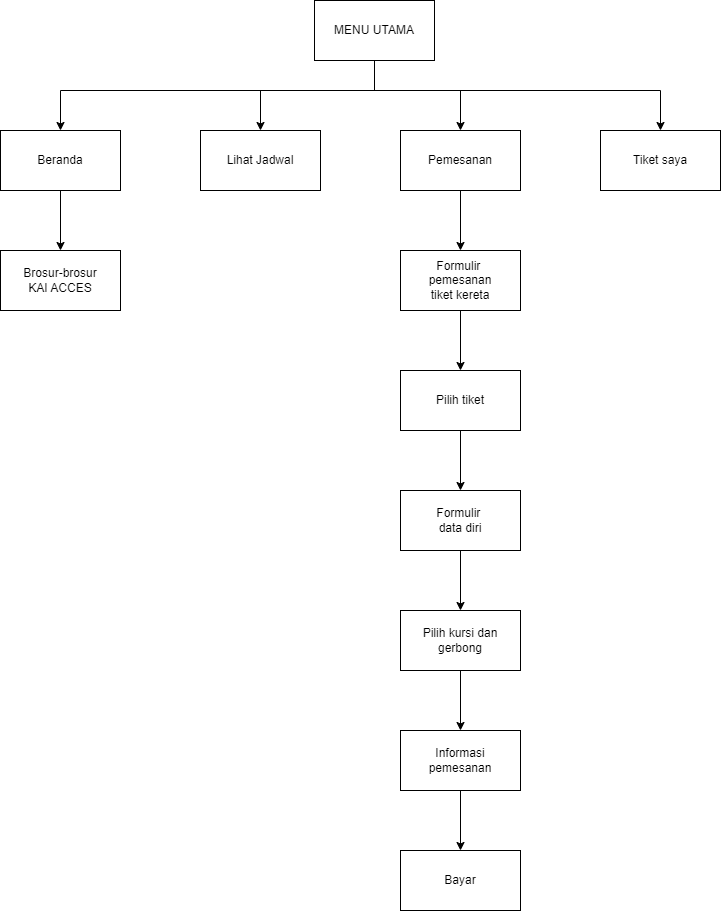 MENU UTAMA
Beranda
Lihat Jadwal
Pemesanan
Tiket saya
Brosur-brosur
KAI ACCES
Formulir
pemesanan
tiket kereta
Pilih tiket
Formulir
data diri
Pilih kursi dan
gerbong
Informasi
pemesanan
Bayar